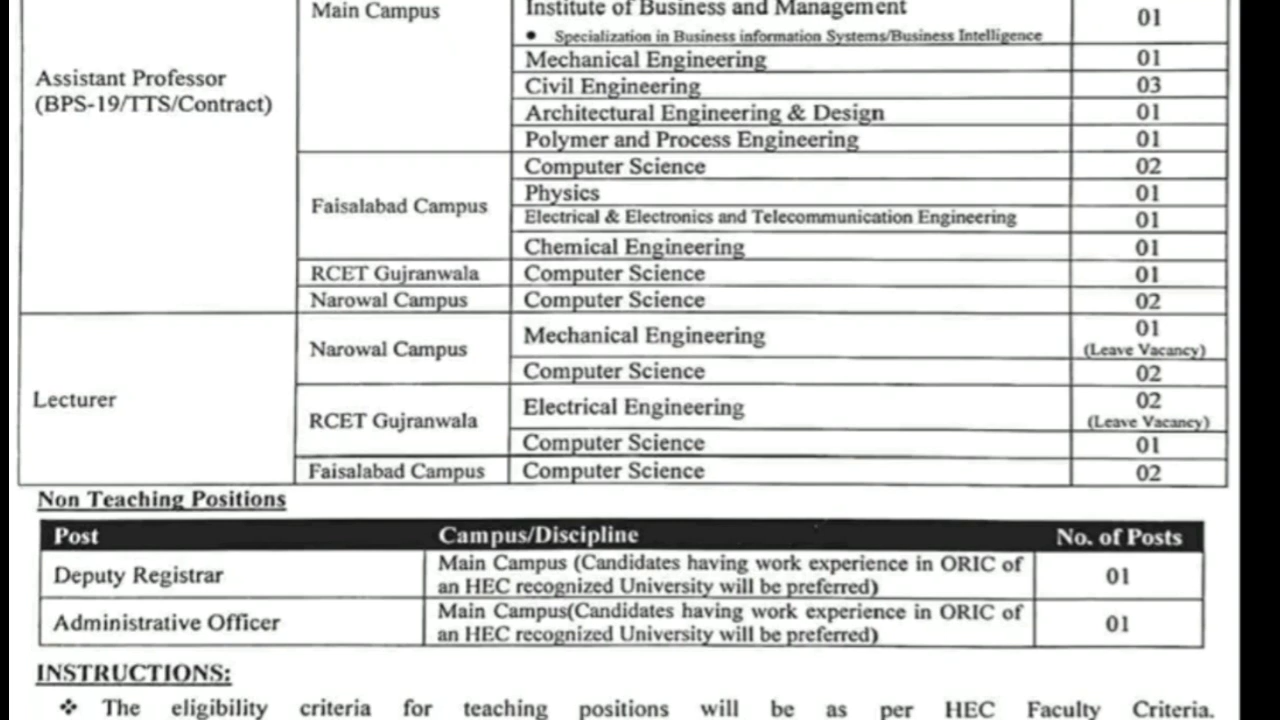 Main Campus
Institute of Business and Management
01
• Specialization in Business information Systems/Business Intelligence
Mechanical Engineering 01
Assistant Professor
(BPS-19/TTS/Contract)
Civil Engineering 03
Architectural Engineering & Design 01
Polymer and Process Engineering 01
Faisalabad Campus
Computer Science 02
Physics 01
Electrical & Electronics and Telecommunication Engineering 01
Chemical Engineering 01
RCET Gujranwala Computer Science 01
Narowal Campus Computer Science 02
Lecturer
Narowal Campus
Mechanical Engineering 01
(Leave Vacancy)
Computer Science 02
RCET Gujranwala
Electrical Engineering 02
(Leave Vacancy)
Computer Science 01
Faisalabad Campus Computer Science 02
Non Teaching Positions
Post Campus/Discipline No. of Posts
Deputy Registrar
Main Campus (Candidates having work experience in ORIC of
an HEC recognized University will be preferred)
01
Administrative Officer
Main Campus(Candidates having work experience in ORIC of
an HEC recognized University will be preferred)
01
INSTRUCTIONS:
❖ The eligibility criteria for teaching positions will be as per HEC Faculty Criteria.